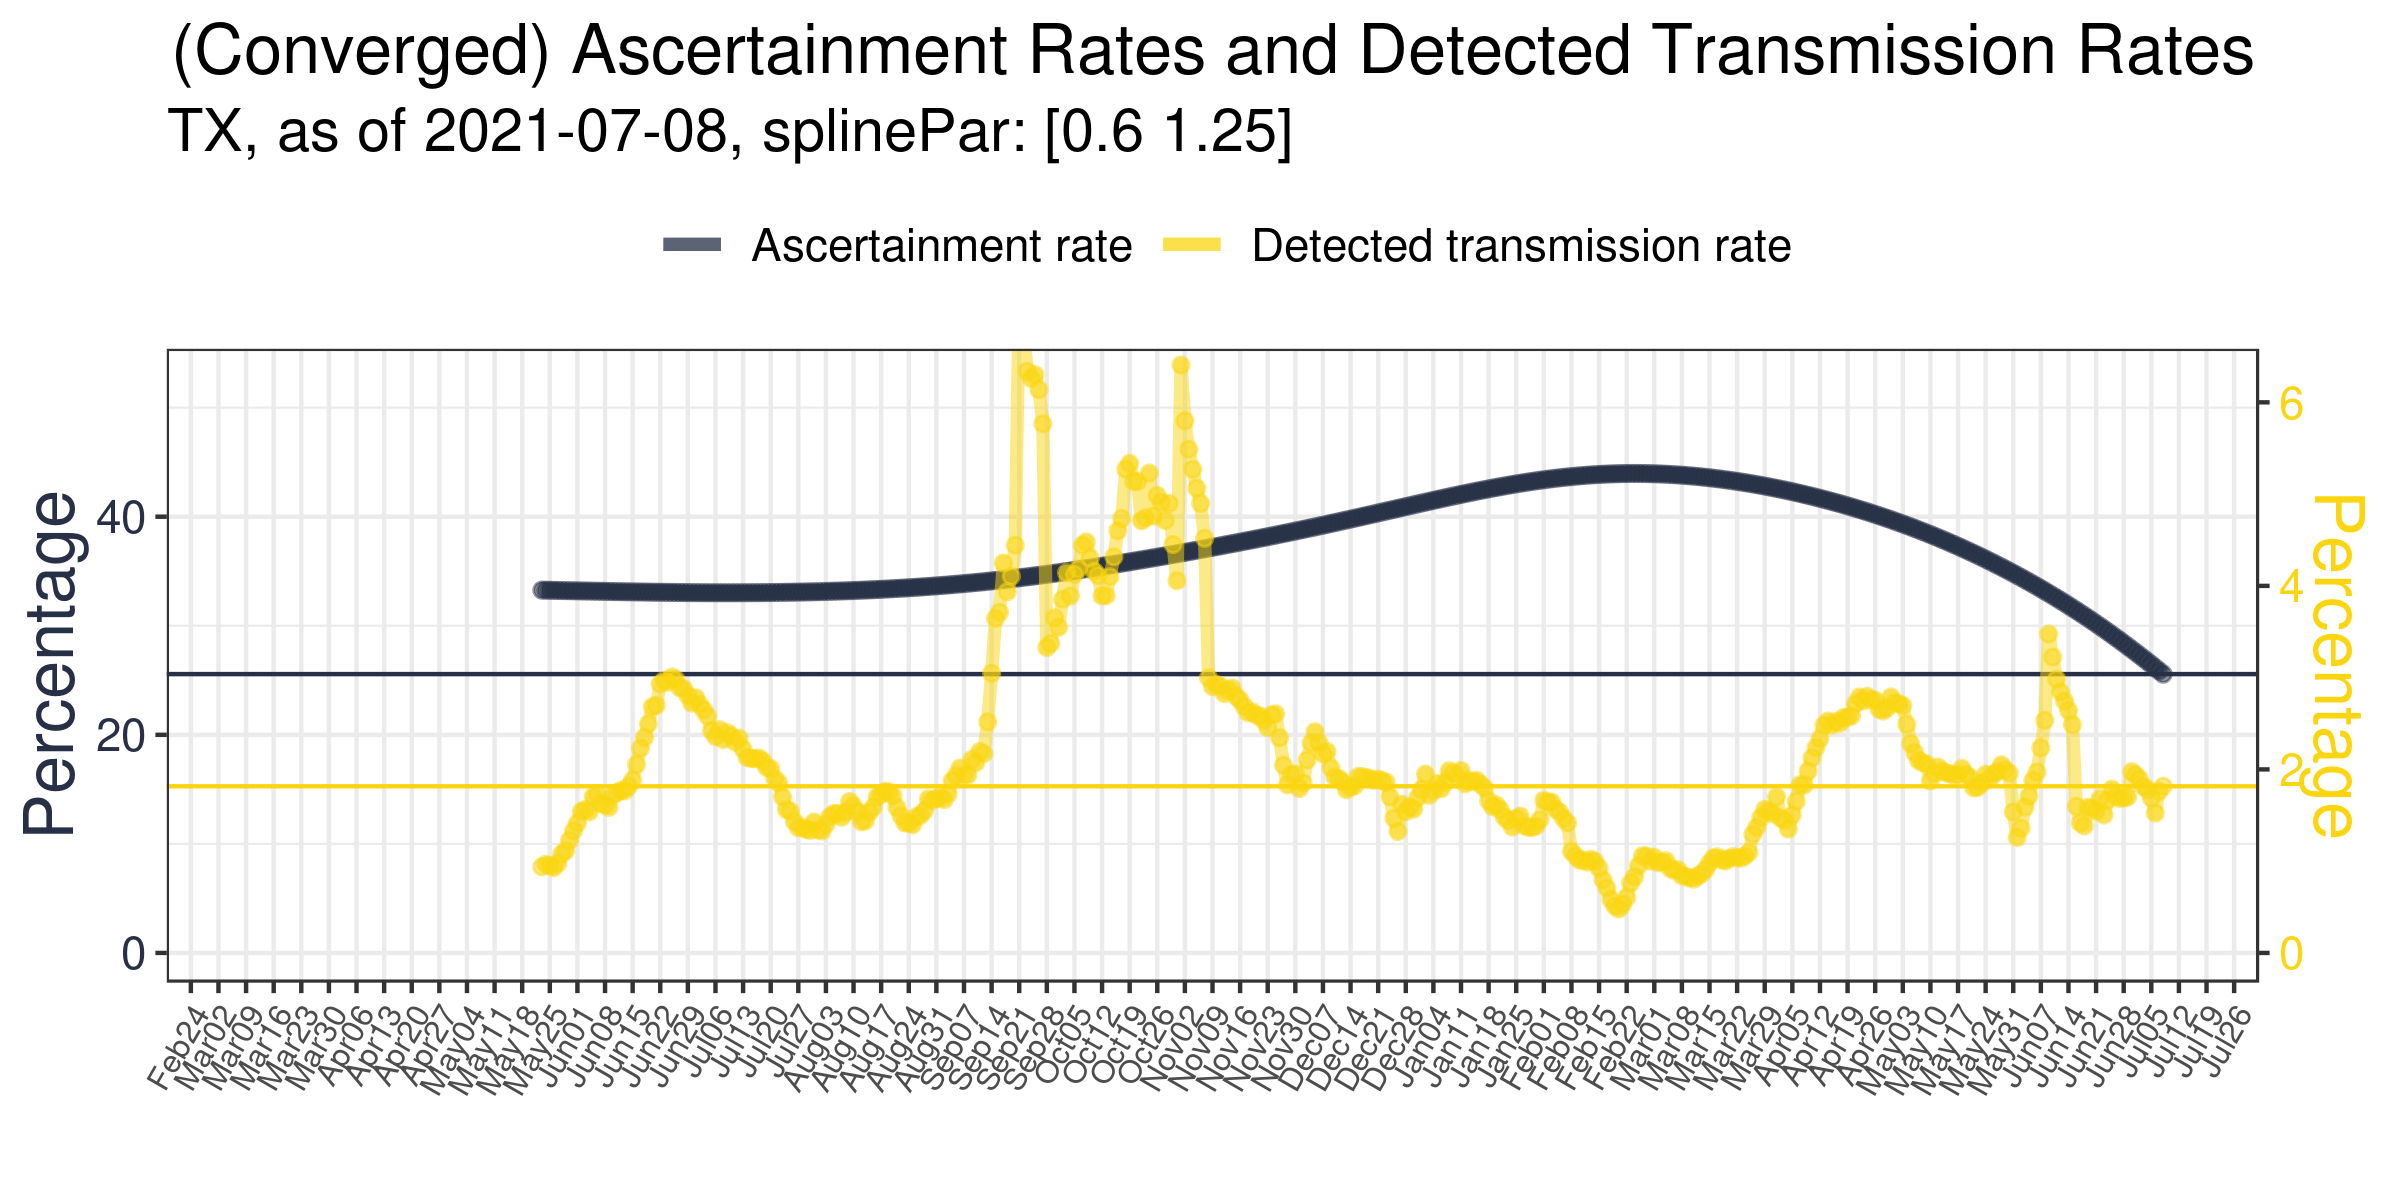 (Converged) Ascertainment Rates and Detected Transmission Rates
TX, as of 2021-07-08, splinePar: [0.6 1.25]
Ascertainment rate
Detected transmission rate
Percentage
40
20
0
6
4
2
0
Percentage
Feb24
Mar02
Mar09
Mar16
Mar23
Mar30
Apr06
Apr13
Apr20
Apr27
May04
May11
May18
May25
Jun01
Jun08
Jun15
Jun22
Jun29
Jul06
Jul13
Jul20
Jul27
Aug03
Aug10
Aug17
Aug24
Aug31
Sep07
Sep14
Sep21
Sep28
Oct05
Oct12
Oct19
Oct26
Nov02
Nov09
Nov16
Nov23
Nov30
Dec07
Dec14
Dec21
Dec28
Jan04
Jan11
Jan18
Jan25
Feb01
Feb08
Feb15
Feb22
Mar01
Mar08
Mar15
Mar22
Mar29
Apr05
Apr12
Apr19
Apr26
May03
May10
May17
May24
May31
Jun07
Jun14
Jun21
Jun28
Jul05
Jul12
Jul19
Jul26